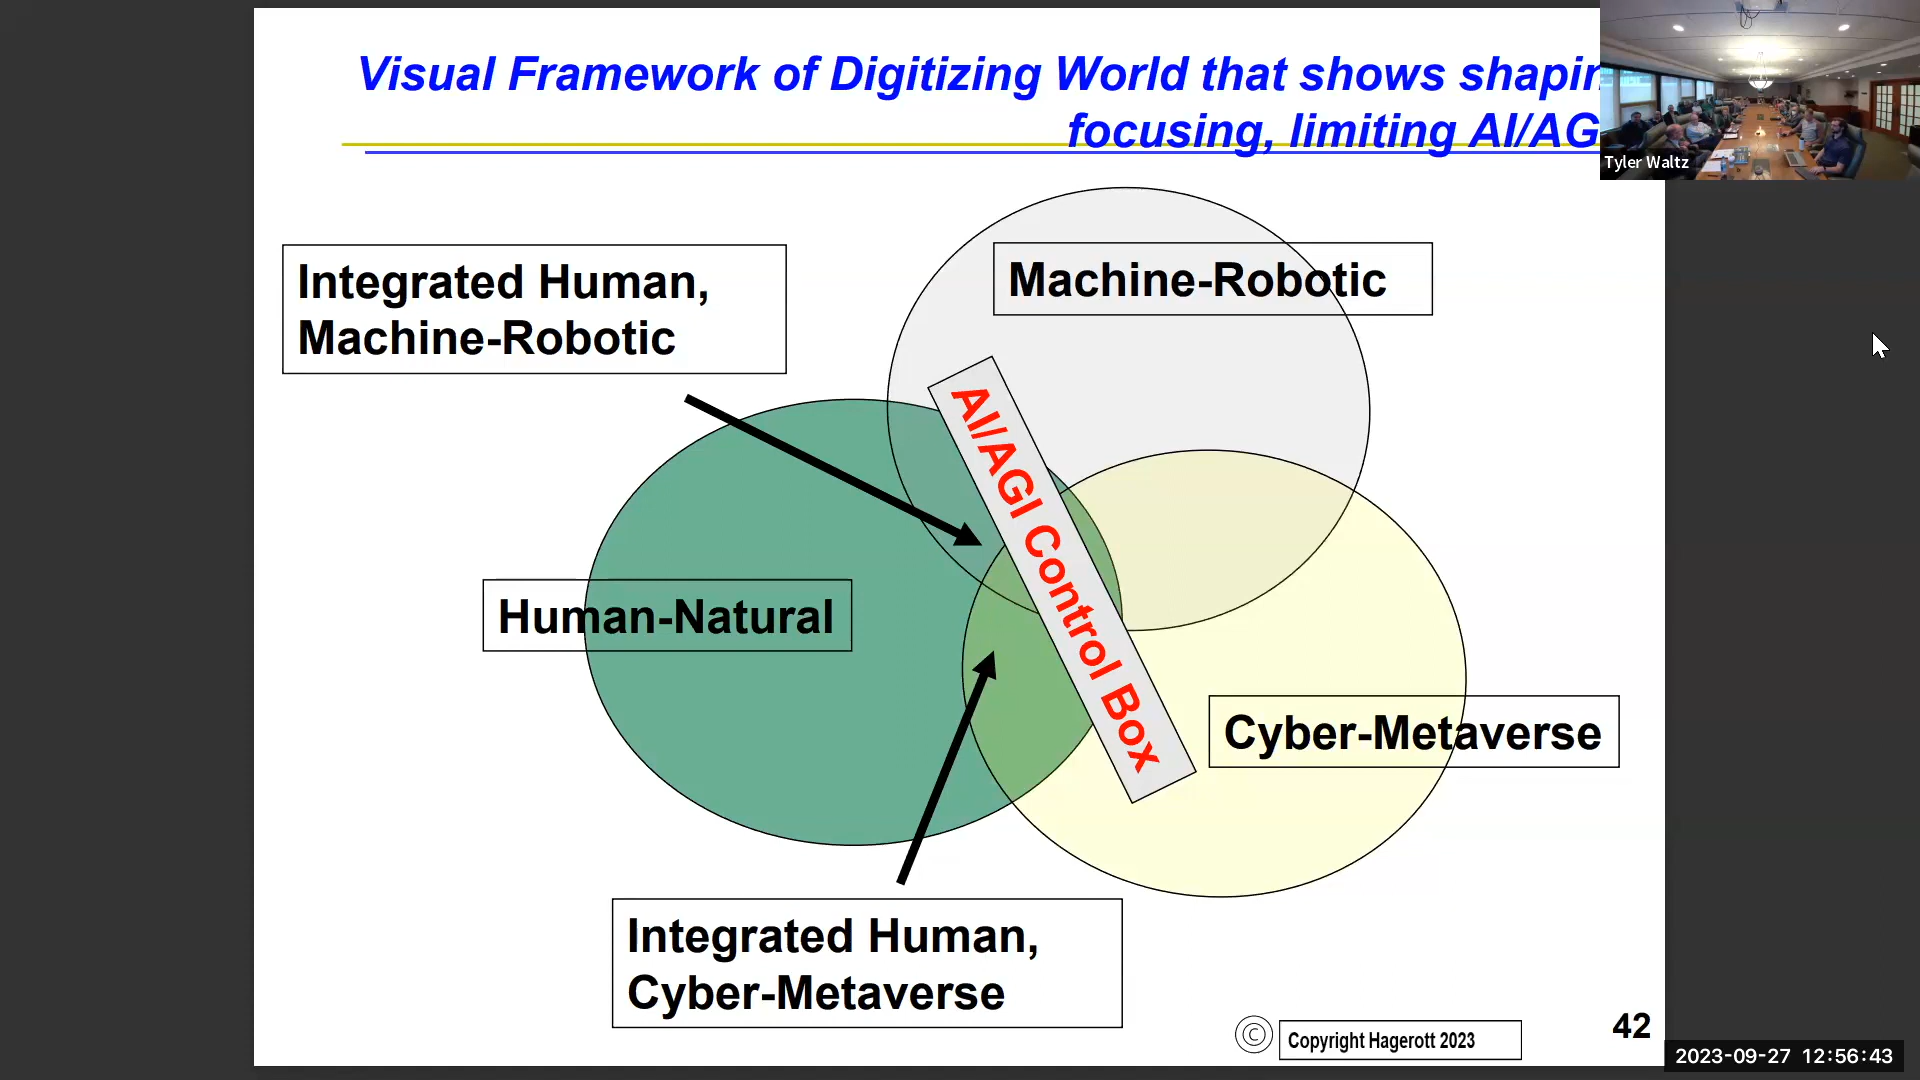 Visual Framework of Digitizing World that shows shapin
focusing, limiting AI/AG
Tyler Waltz
Integrated Human,
Machine-Robotic
Machine-Robotic
AI/AGI Control Box
Human-Natural
Cyber-Metaverse
Integrated Human,
Cyber-Metaverse
© Copyright Hagerott 2023
42
2023-09-27 12:56:43